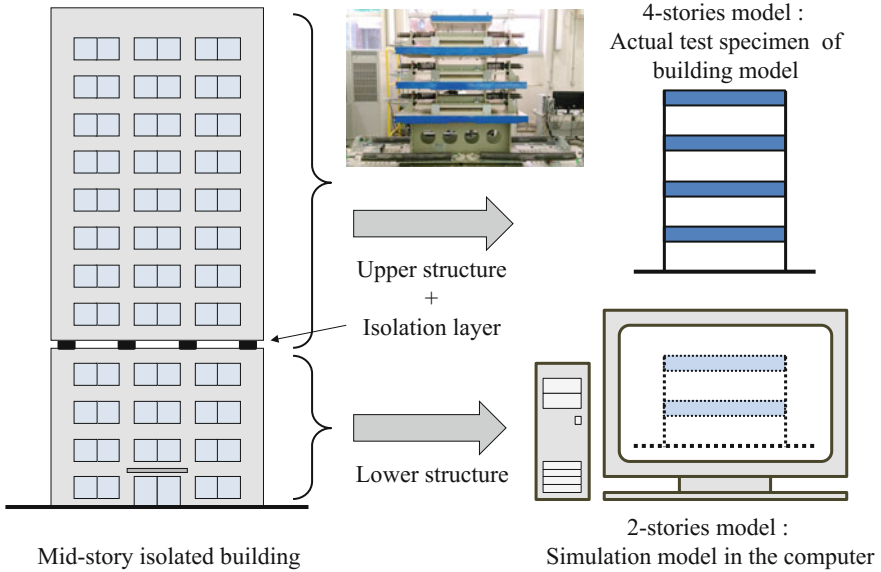 4-stories model :
Actual test specimen of
building model
Upper structure
+
Isolation layer
Lower structure
2-stories model :
Mid-story isolated building
Simulation model in the computer